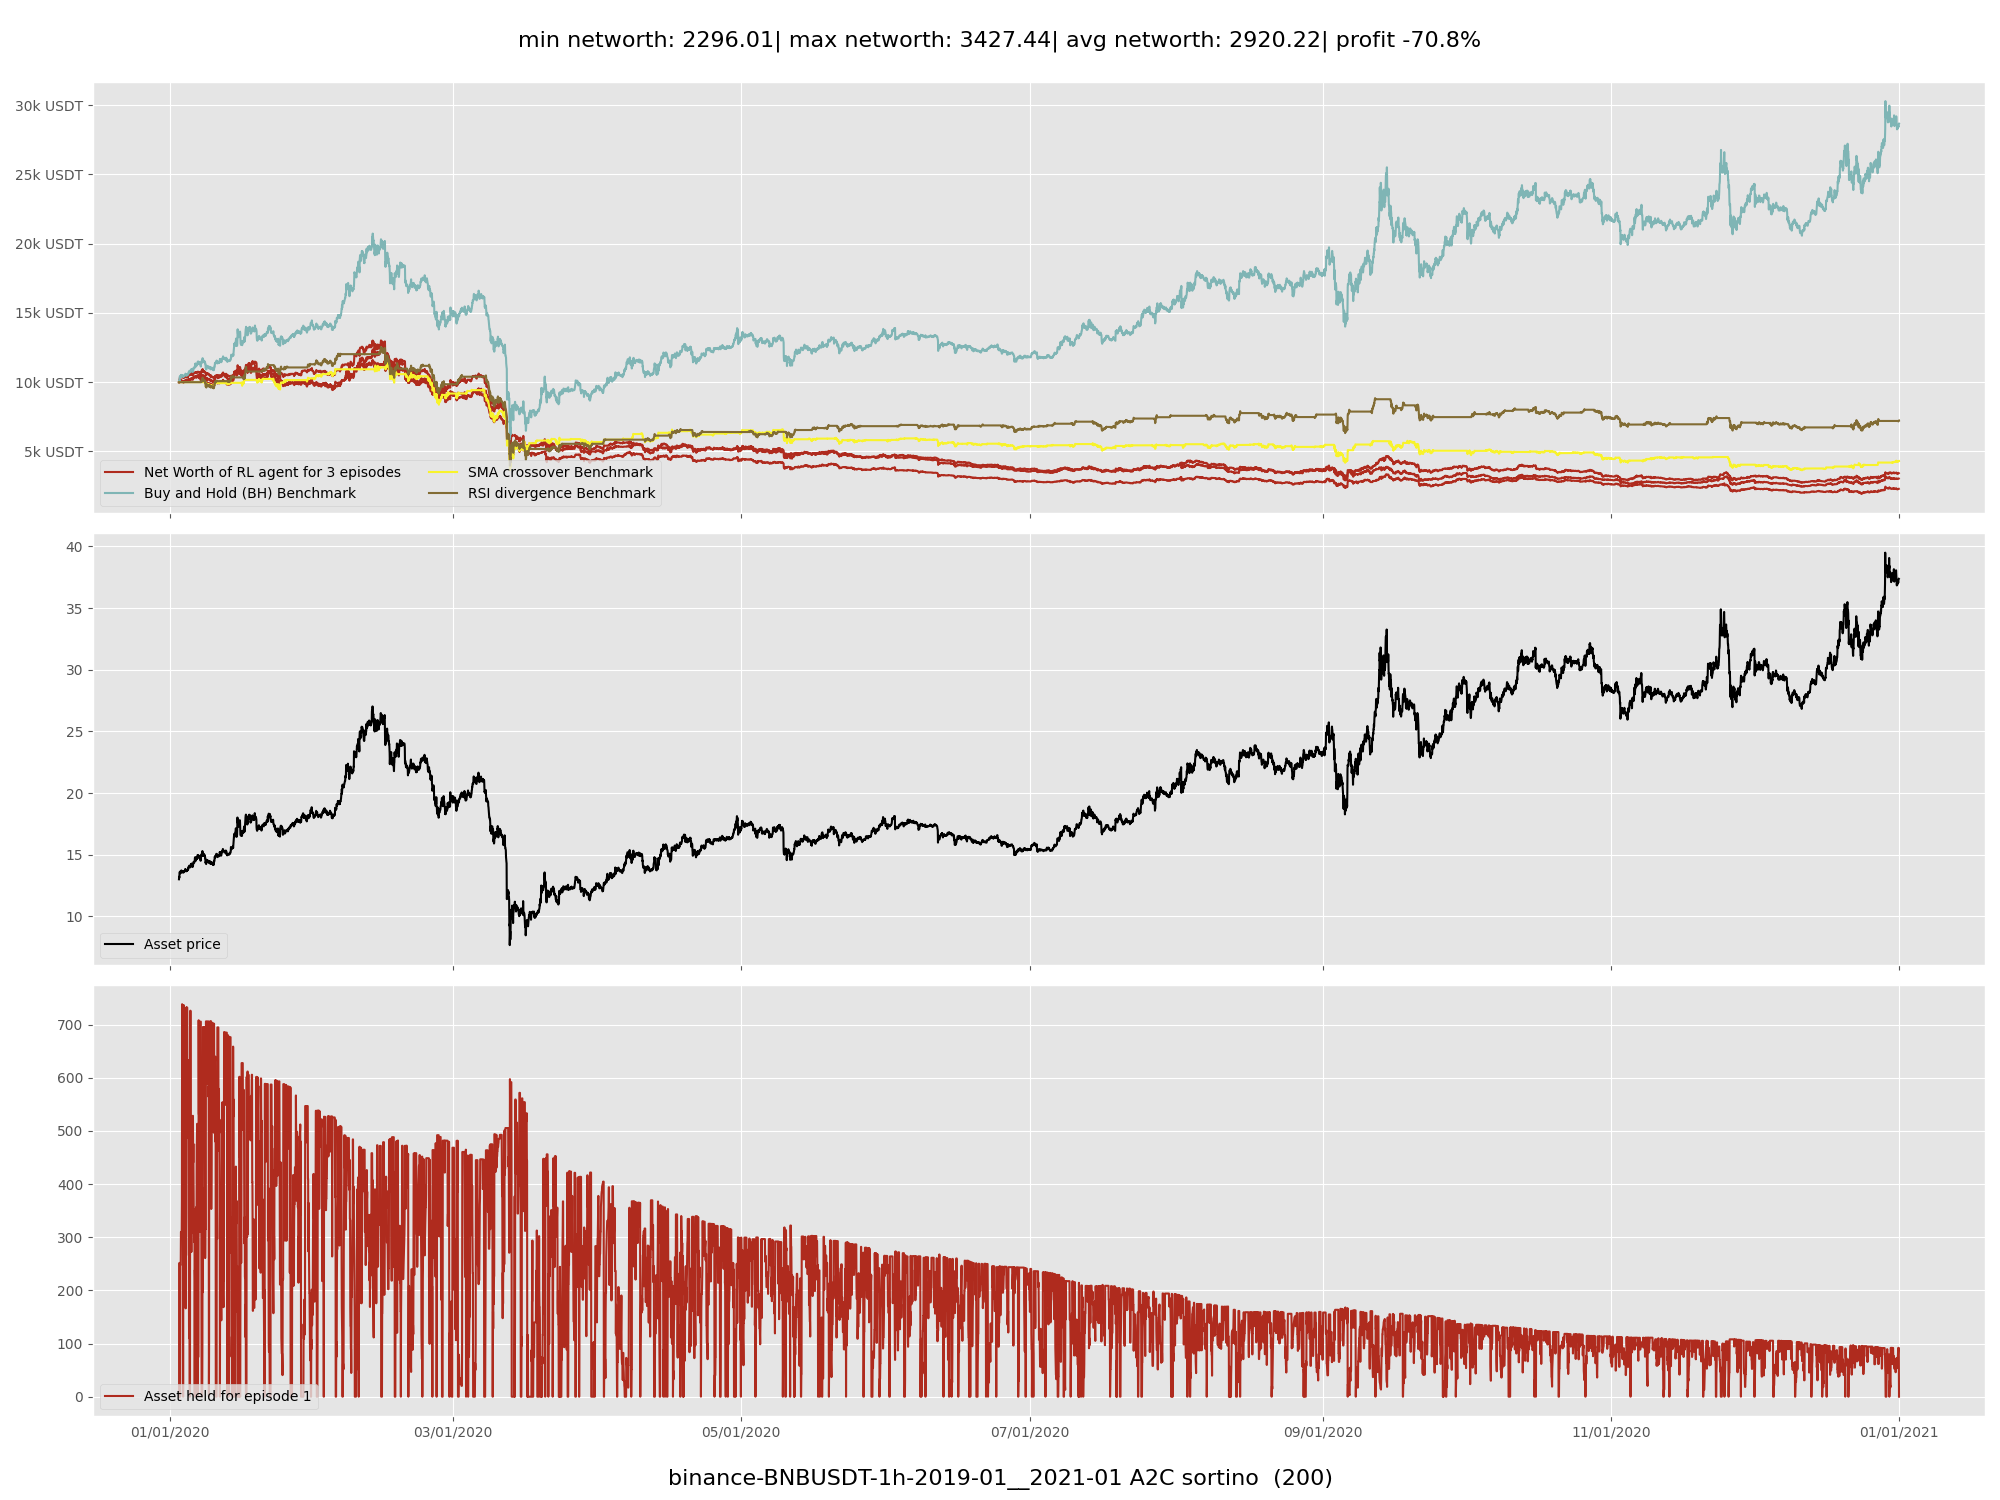 min networth: 2296.01| max networth: 3427.44| avg networth: 2920.22| profit -70.8%
30k USDT
25k USDT
20k USDT
15k USDT
10k USDT
5k USDT
Net Worth of RL agent for 3 episodes
Buy and Hold (BH) Benchmark
SMA crossover Benchmark
RSI divergence Benchmark
40
35
30
25
20
15
10
Asset price
700
600
500
400
300
200
100
0
Asset held for episode 1
01/01/2020 03/01/2020 05/01/2020 07/01/2020 09/01/2020 11/01/2020 01/01/2021
binance-BNBUSDT-1h-2019-01__2021-01 A2C sortino (200)